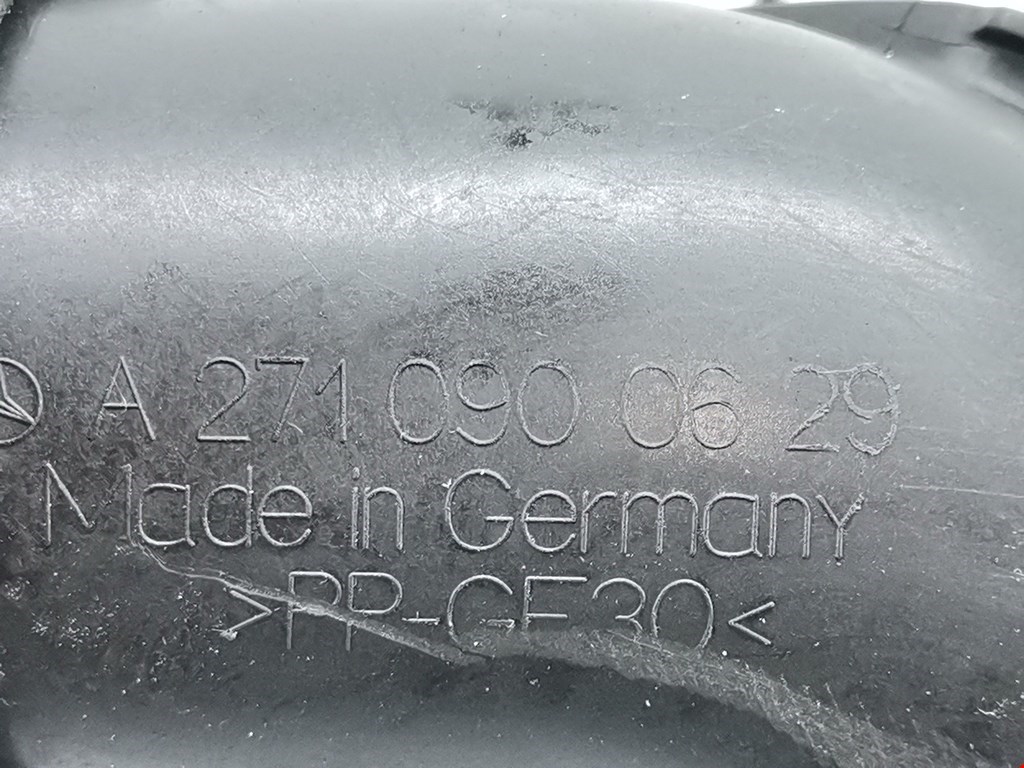 A 271 090 06 29
Made in Germany
>PP-GF30<